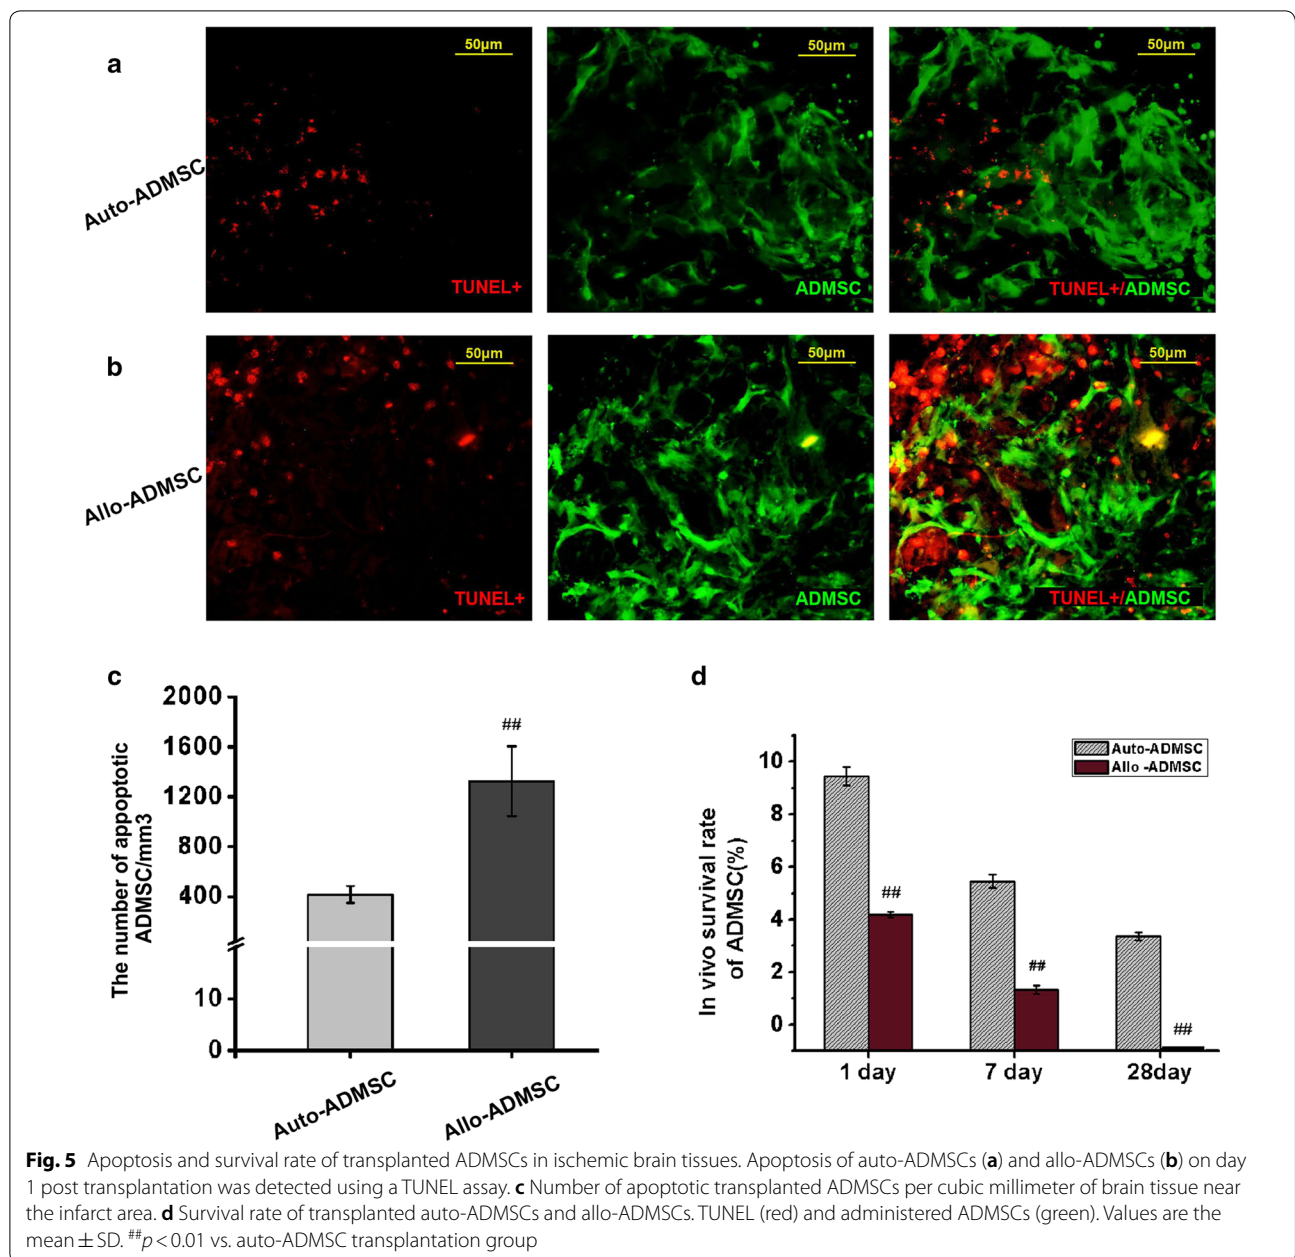 a
50µm
50µm
50µm
Auto-ADMSC
TUNEL+
ADMSC
TUNEL+/ADMSC
b
50µm
50µm
50µm
Allo-ADMSC
TUNEL+
ADMSC
TUNEL+/ADMSC
c
The number of appoptotic
ADMSC/mm3
2000
1600
1200
800
400
10
0
##
Auto-ADMSC
Allo-ADMSC
d
In vivo survival rate
of ADMSC(%)
10
8
6
4
2
0
Auto-ADMSC
Allo -ADMSC
##
##
##
1 day
7 day
28day
Fig. 5 Apoptosis and survival rate of transplanted ADMSCs in ischemic brain tissues. Apoptosis of auto-ADMSCs (a) and allo-ADMSCs (b) on day
1 post transplantation was detected using a TUNEL assay. c Number of apoptotic transplanted ADMSCs per cubic millimeter of brain tissue near
the infarct area. d Survival rate of transplanted auto-ADMSCs and allo-ADMSCs. TUNEL (red) and administered ADMSCs (green). Values are the
mean ± SD. ##p < 0.01 vs. auto-ADMSC transplantation group